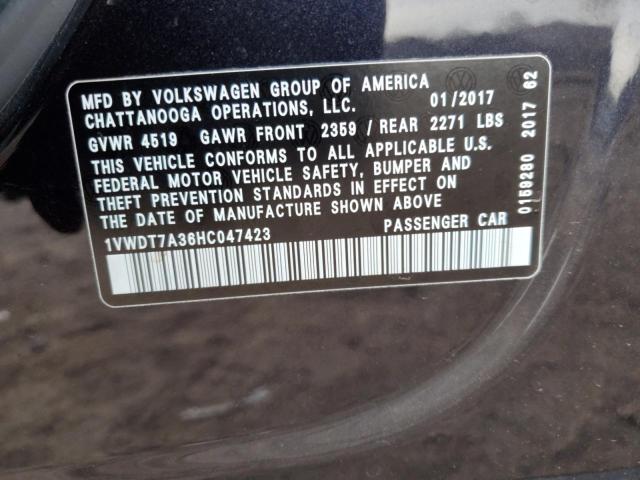 MFD BY VOLKSWAGEN GROUP OF AMERICA
CHATTANOOGA OPERATIONS, LLC. 01/2017
GVWR 4519 GAWR FRONT 2359 / REAR 2271 LBS
THIS VEHICLE CONFORMS TO ALL APPLICABLE U.S.
FEDERAL MOTOR VEHICLE SAFETY, BUMPER AND
THEFT PREVENTION STANDARDS IN EFFECT ON
THE DATE OF MANUFACTURE SHOWN ABOVE
1VWDT7A36HC047423 PASSENGER CAR
0159280 2017 62